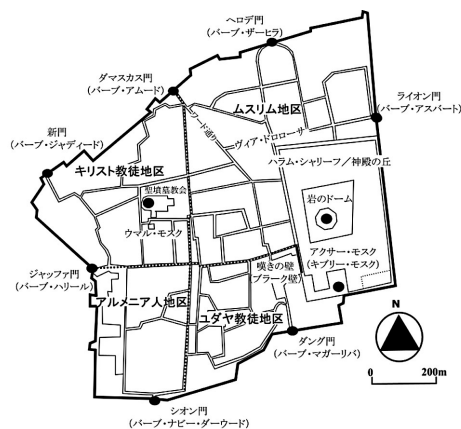 ヘロデ門
(バーブ・ザーヒラ)
ダマスカス門
(バーブ・アムード)
ムスリム地区
ライオン門
(バーブ・アスバート)
ワード通り
ヴィア・ドロローサ
新門
(バーブ・ジャディード)
キリスト教徒地区
ハラム・シャリーフ／神殿の丘
聖墳墓教会
岩のドーム
ウマル・モスク
アクサー・モスク
(キブリー・モスク)
嘆きの壁
(ブラーク壁)
ジャッファ門
(バーブ・ハリール)
アルメニア人地区
ユダヤ教徒地区
ダング門
(バーブ・マガーリバ)
シオン門
(バーブ・ナビー・ダーウード)
N
0 200m